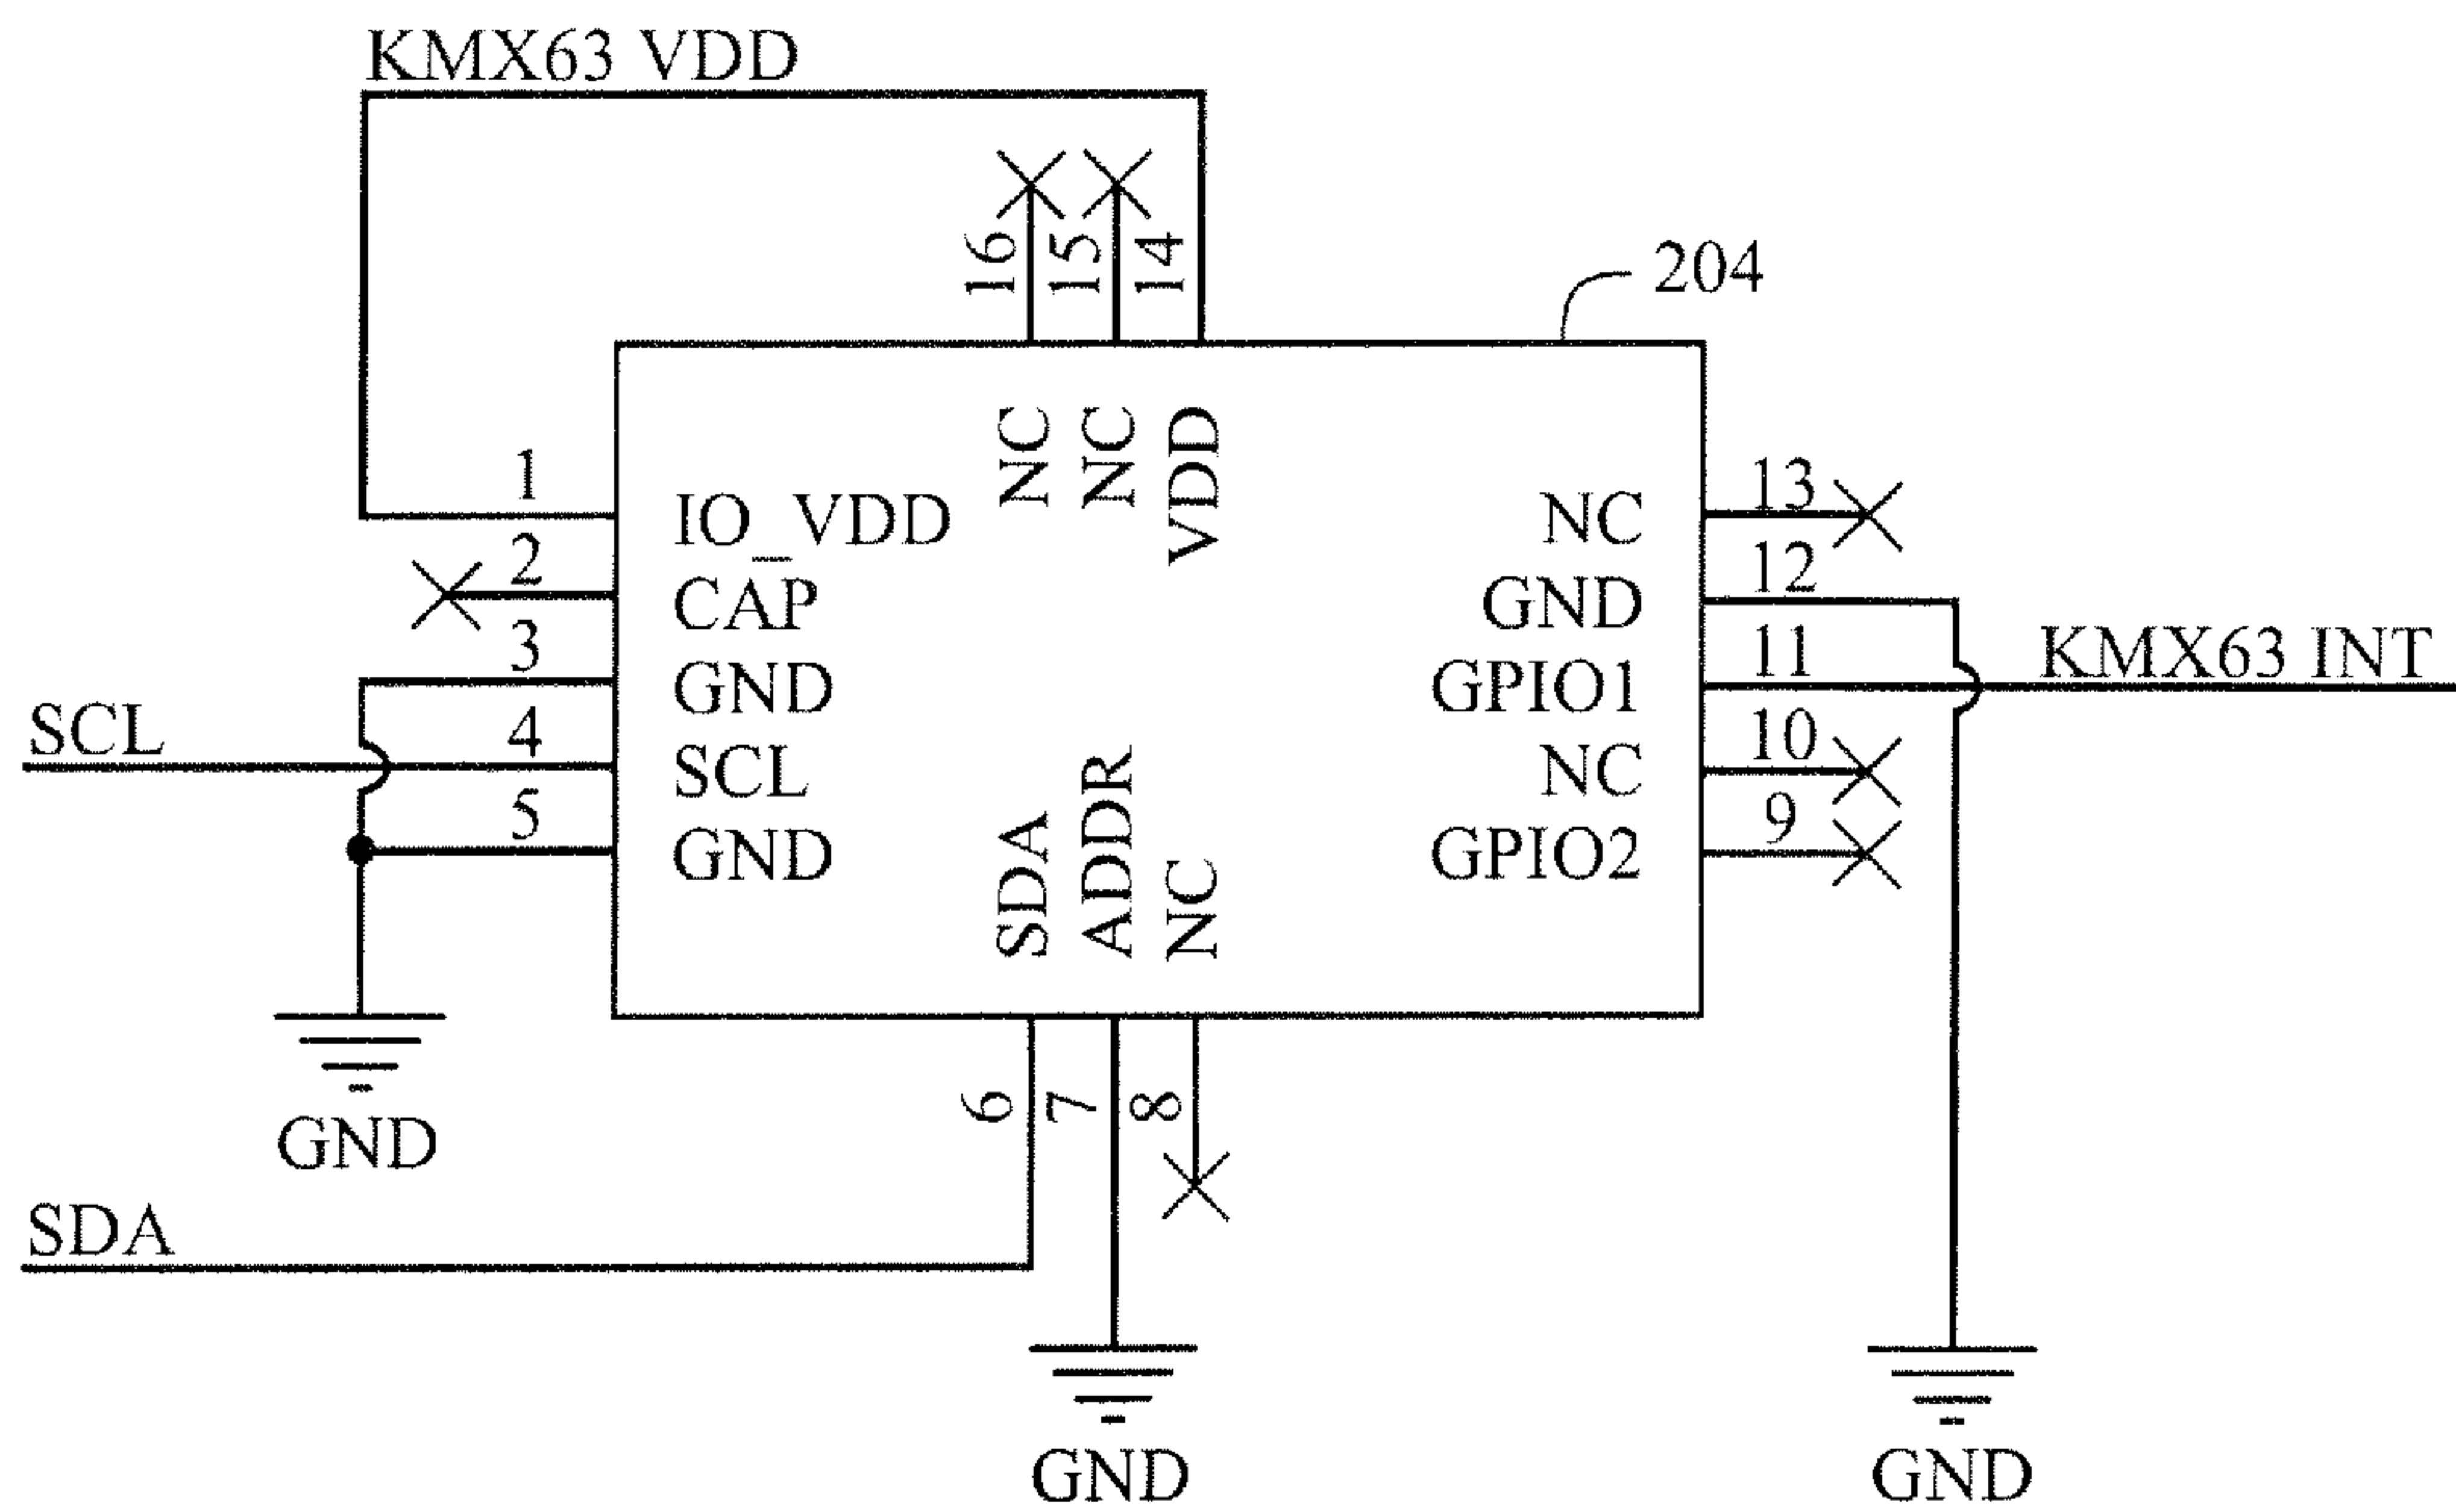 KMX63 VDD
16
15
14
204
NC
NC
VDD
1
IO_VDD
NC
13
2
CAP
GND
12
3
GND
GPIO1
11
KMX63 INT
SCL
4
SCL
NC
10
5
GND
GPIO2
9
SDA
ADDR
NC
6
7
8
GND
SDA
GND
GND